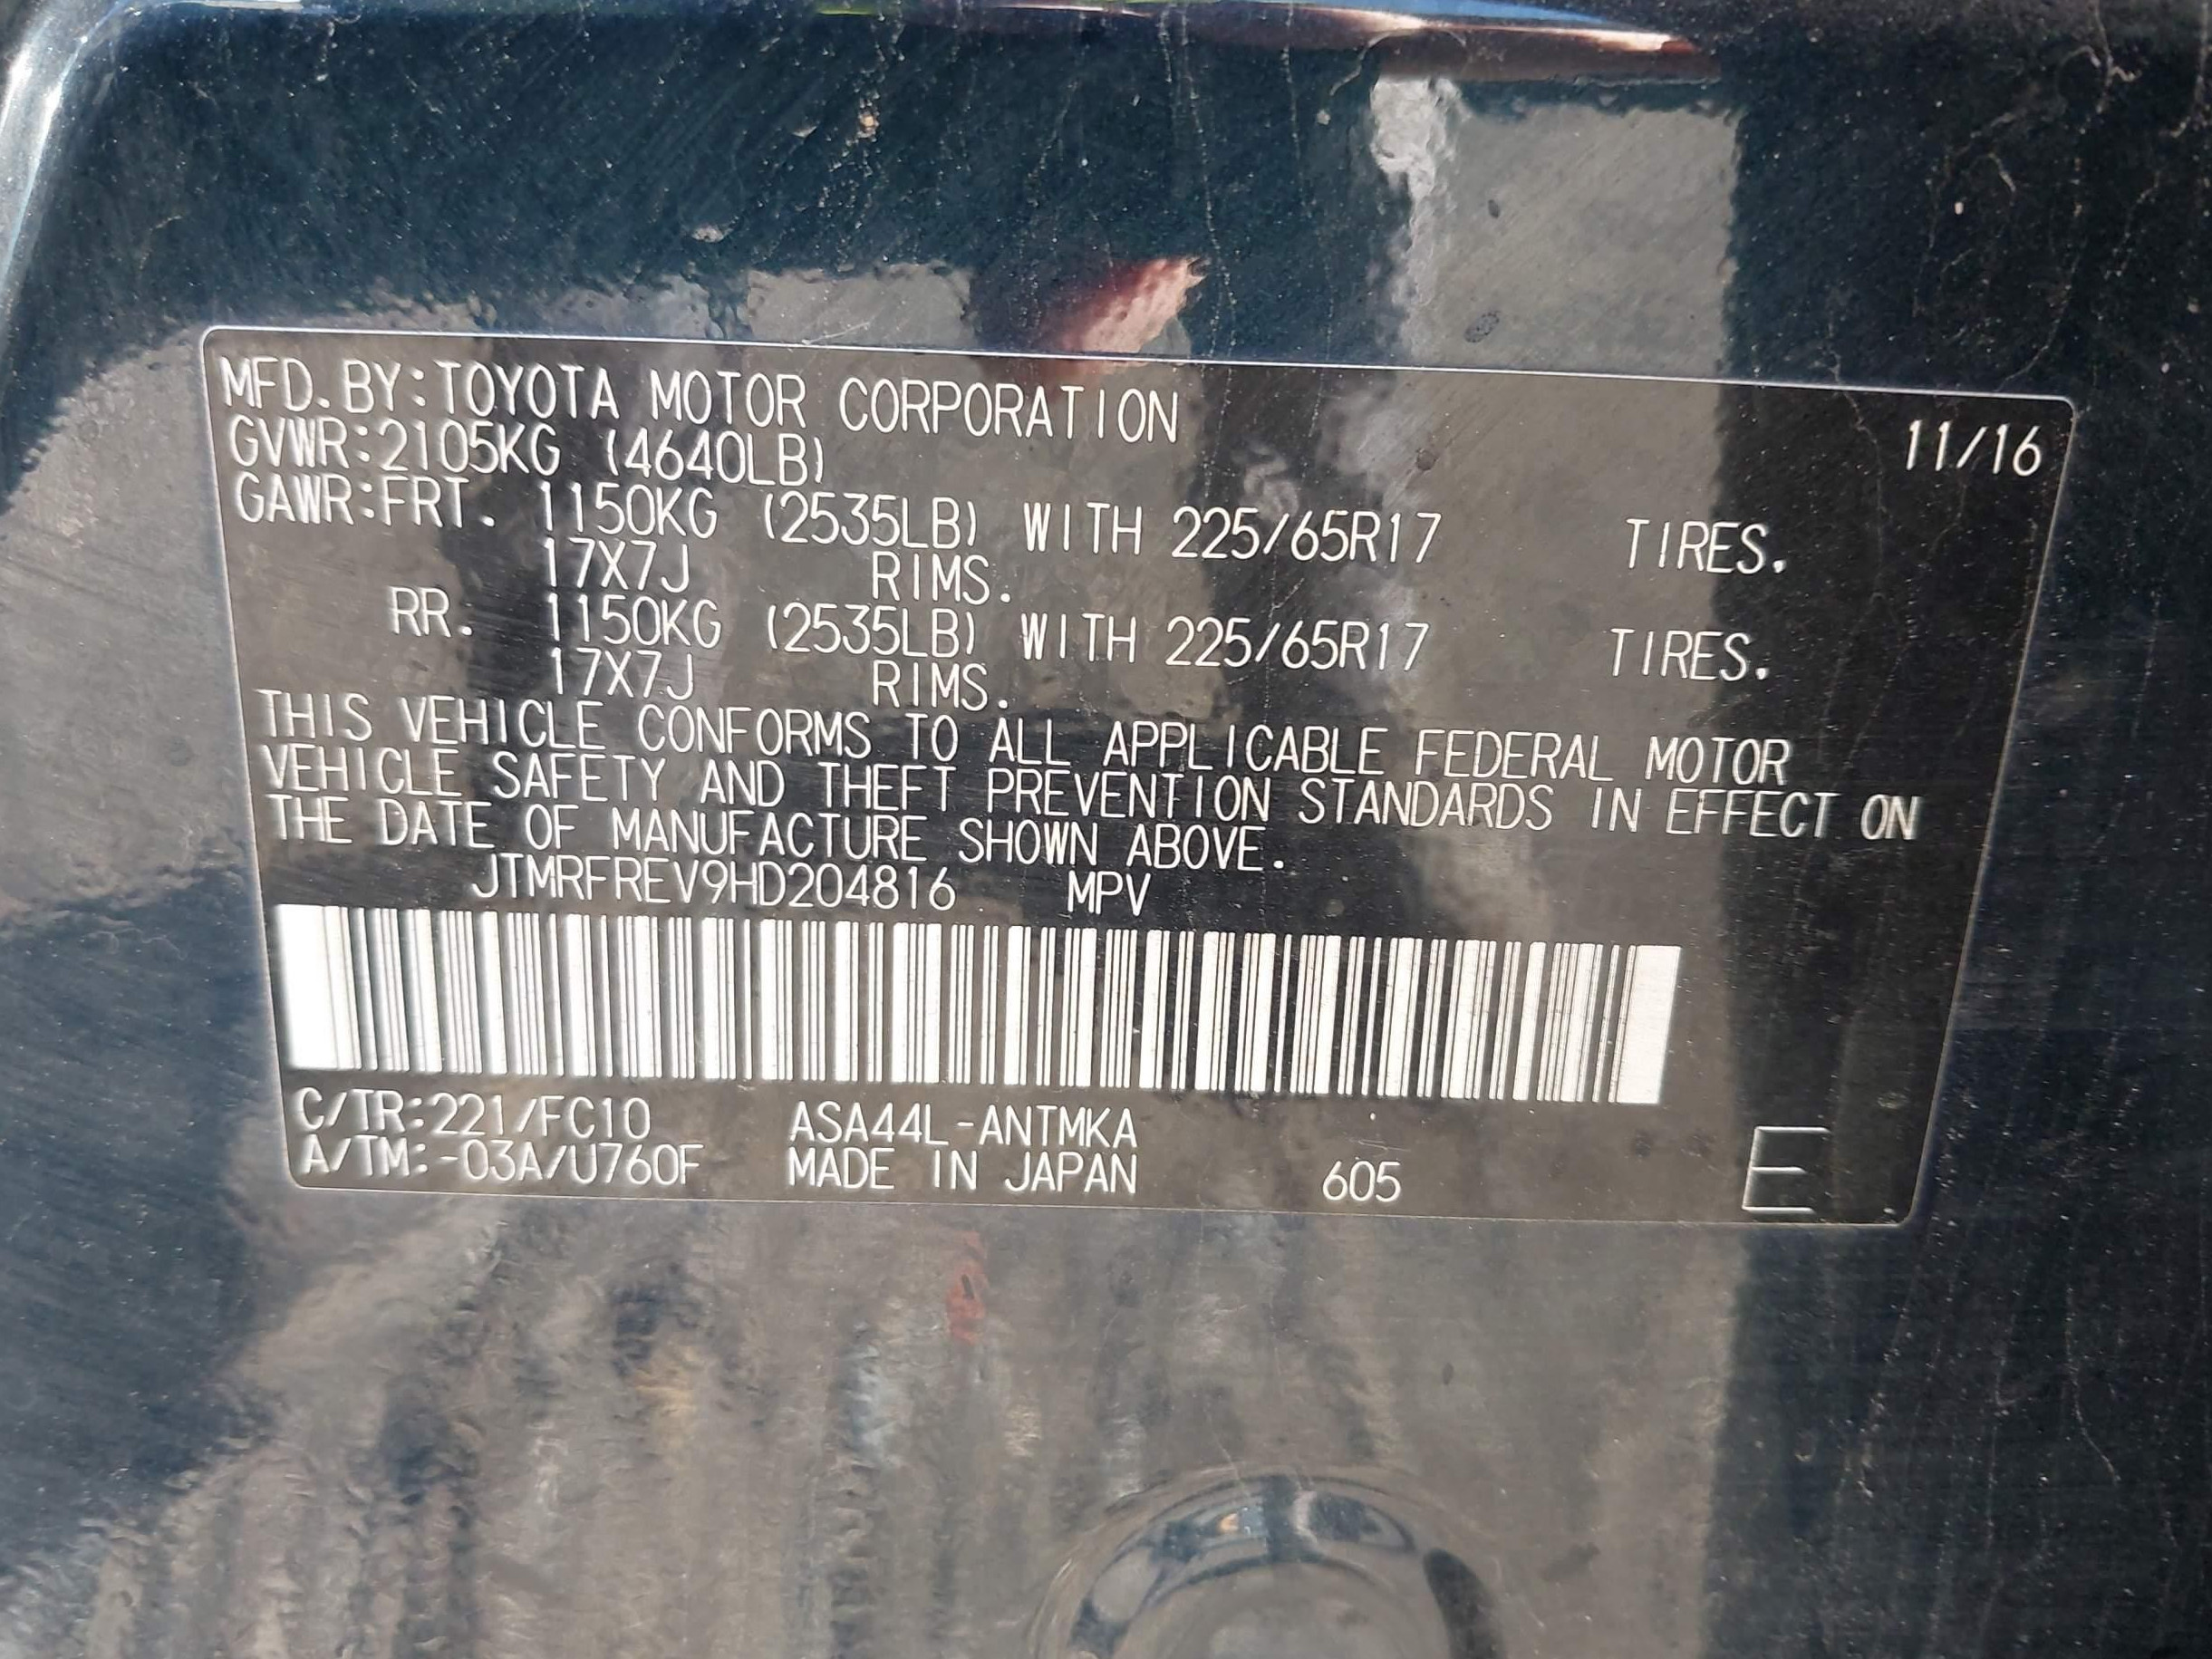 MFD.BY:TOYOTA MOTOR CORPORATION 11/16
GVWR:2105KG (4640LB)
GAWR:FRT. 1150KG (2535LB) WITH 225/65R17 TIRES.
17X7J RIMS.
RR. 1150KG (2535LB) WITH 225/65R17 TIRES.
17X7J RIMS.
THIS VEHICLE CONFORMS TO ALL APPLICABLE FEDERAL MOTOR
VEHICLE SAFETY AND THEFT PREVENTION STANDARDS IN EFFECT ON
THE DATE OF MANUFACTURE SHOWN ABOVE.
JTMRFREV9HD204816 MPV
C/TR:221/FC10 ASA44L-ANTMKA
A/TM:-03A/U760F MADE IN JAPAN 605 E